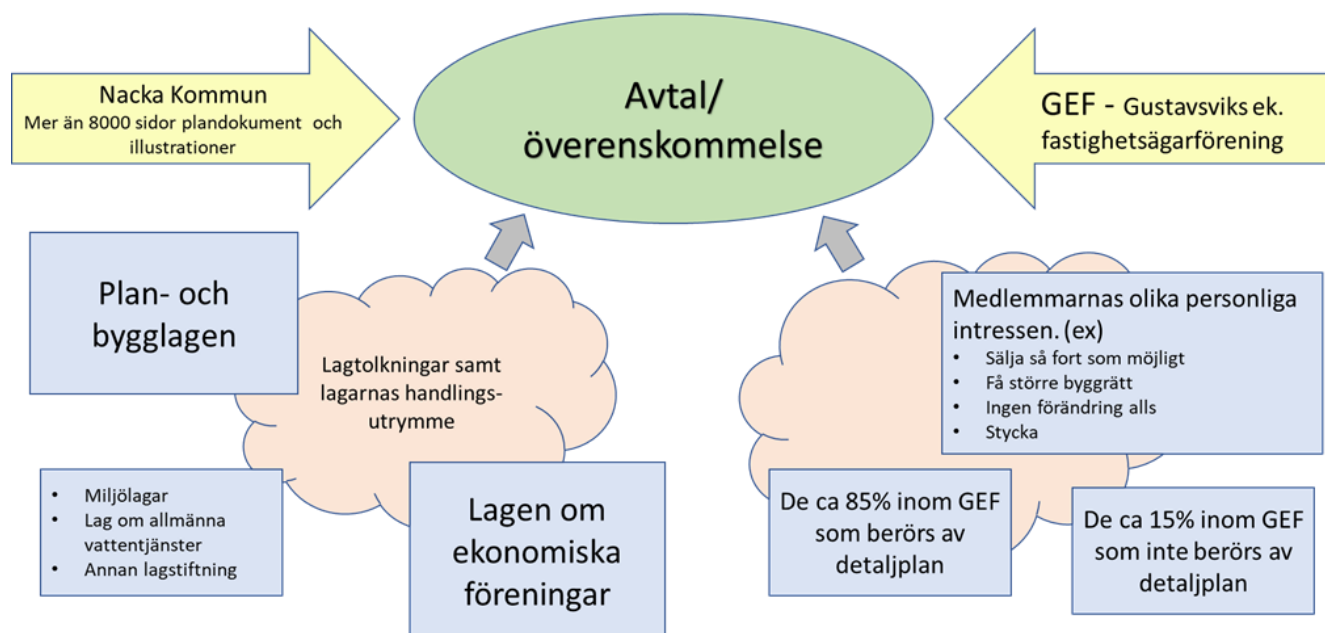 Nacka Kommun
Mer än 8000 sidor plandokument och
illustrationer
Avtal/
överenskommelse
GEF - Gustavsviks ek.
fastighetsägarförening
Plan- och
bygglagen
Lagtolkningar samt
lagarnas handlings-
utrymme
• Miljölagar
• Lag om allmänna
vattentjänster
• Annan lagstiftning
Lagen om
ekonomiska
föreningar
Medlemmarnas olika personliga
intressen. (ex)
• Sälja så fort som möjligt
• Få större byggrätt
• Ingen förändring alls
• Stycka
De ca 85% inom GEF
som berörs av
detaljplan
De ca 15% inom GEF
som inte berörs av
detaljplan